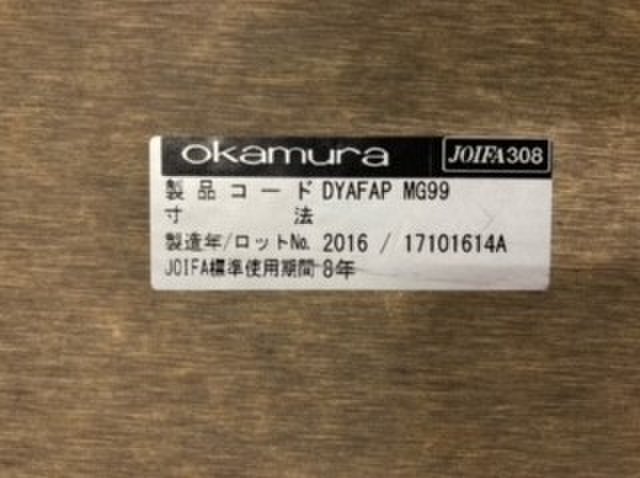 okamura JOIFA308
製品コード DYAFAP MG99
寸法
製造年/ロットNo. 2016 / 17101614A
JOIFA標準使用期間 8年